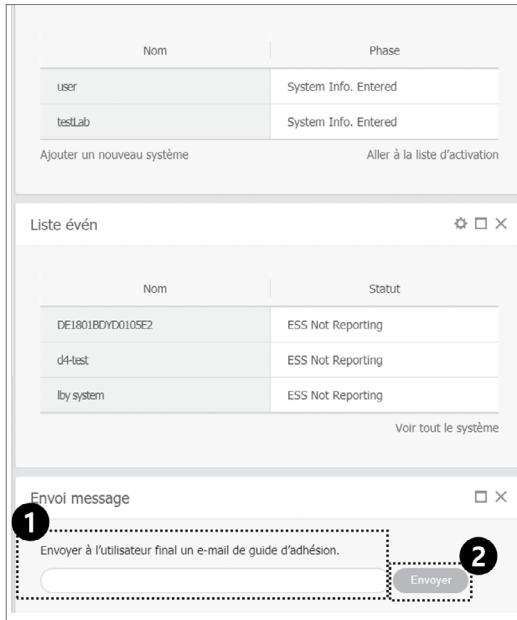 Nom Phase
user System Info. Entered
testLab System Info. Entered
Ajouter un nouveau système Aller à la liste d'activation
Liste évén
Nom Statut
DE1801BDYD0105E2 ESS Not Reporting
d4-test ESS Not Reporting
lby system ESS Not Reporting
Voir tout le système
Envoi message
1
Envoyer à l'utilisateur final un e-mail de guide d'adhésion.
2
Envoyer